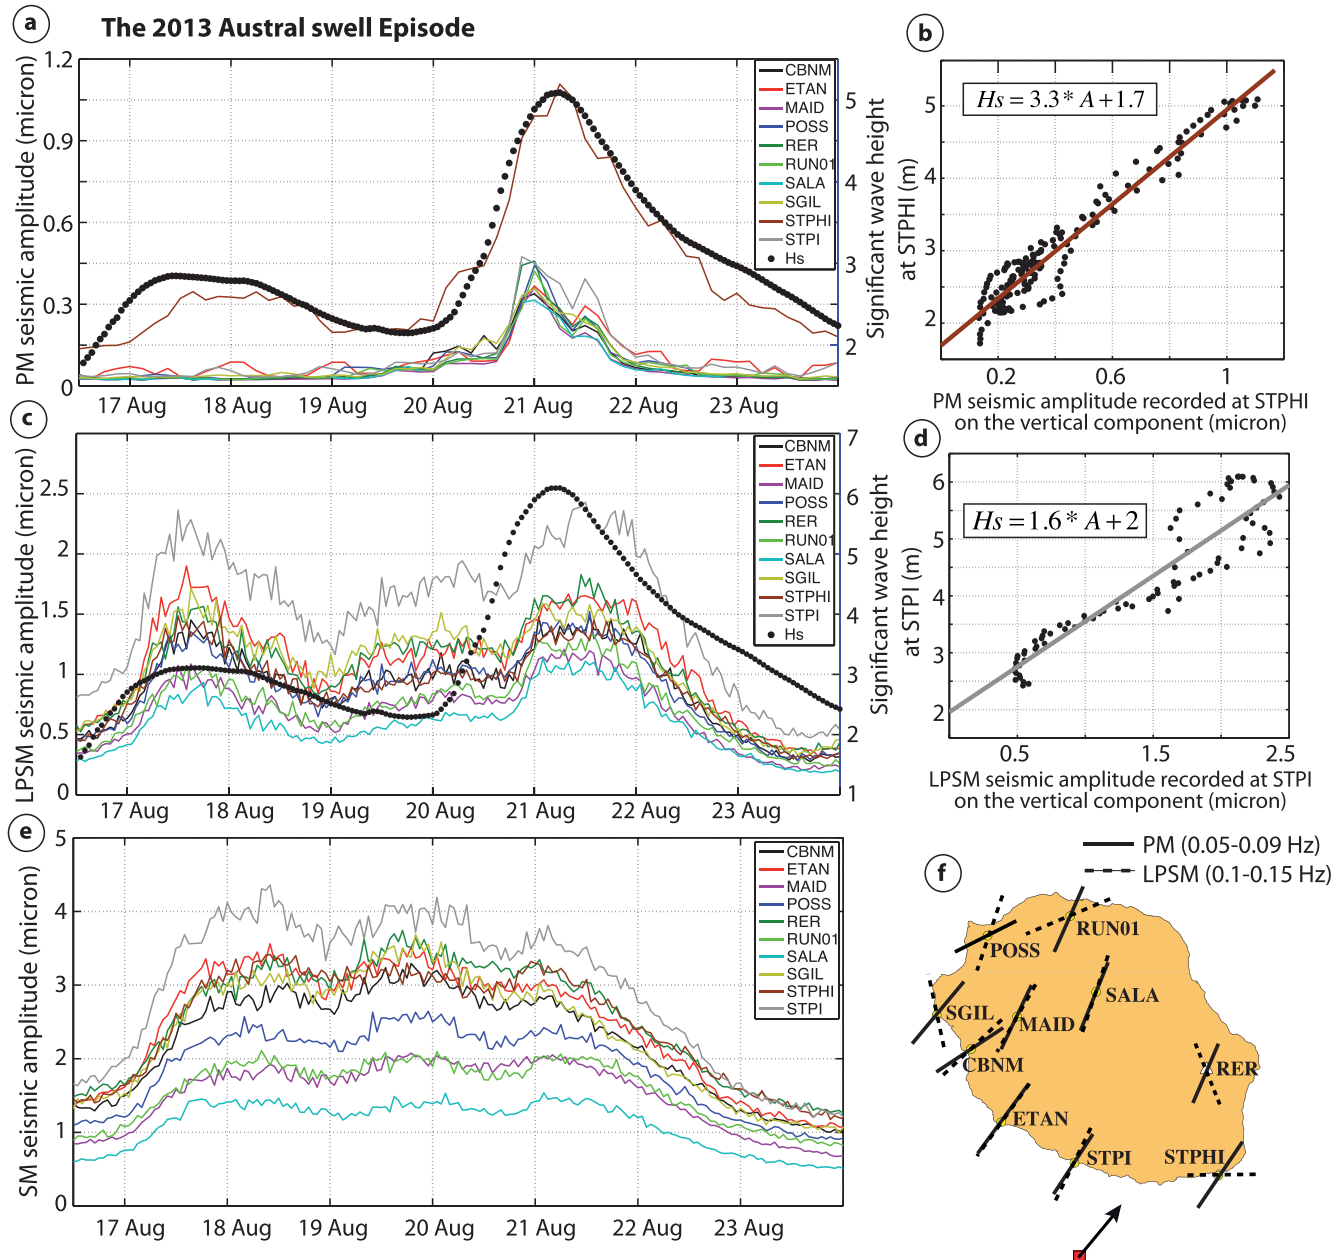 a
The 2013 Austral swell Episode
PM seismic amplitude (micron)
1.2
0.9
0.6
0.3
0
17 Aug
18 Aug
19 Aug
20 Aug
21 Aug
22 Aug
23 Aug
CBNM
ETAN
MAID
POSS
RER
RUN01
SALA
SGIL
STPHI
STPI
Hs
5
4
3
2
Significant wave height
b
at STPHI (m)
Hs = 3.3* A + 1.7
5
4
3
2
0.2
0.6
1
PM seismic amplitude recorded at STPHI
on the vertical component (micron)
c
LPSM seismic amplitude (micron)
2.5
2
1.5
1
0.5
0
17 Aug
18 Aug
19 Aug
20 Aug
21 Aug
22 Aug
23 Aug
CBNM
ETAN
MAID
POSS
RER
RUN01
SALA
SGIL
STPHI
STPI
Hs
7
6
5
4
3
2
1
Significant wave height
d
at STPI (m)
Hs = 1.6* A + 2
6
5
4
3
2
0.5
1.5
2.5
LPSM seismic amplitude recorded at STPI
on the vertical component (micron)
e
SM seismic amplitude (micron)
5
4
3
2
1
0
17 Aug
18 Aug
19 Aug
20 Aug
21 Aug
22 Aug
23 Aug
CBNM
ETAN
MAID
POSS
RER
RUN01
SALA
SGIL
STPHI
STPI
f
PM (0.05-0.09 Hz)
LPSM (0.1-0.15 Hz)
RUN01
POSS
SALA
SGIL
MAID
CBNM
RER
ETAN
STPI
STPHI